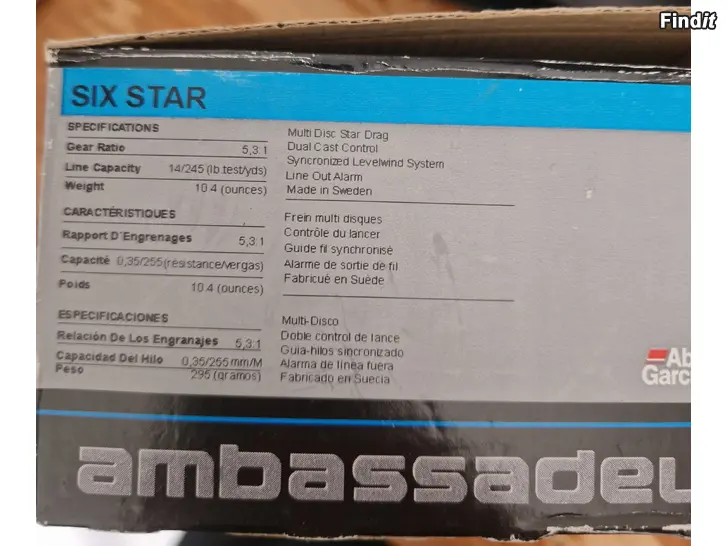 Findit
SIX STAR
SPECIFICATIONS
Gear Ratio 5,3:1
Line Capacity 14/245 (lb.test/yds)
Weight 10.4 (ounces)
Multi Disc Star Drag
Dual Cast Control
Syncronized Levelwind System
Line Out Alarm
Made in Sweden
CARACTÉRISTIQUES
Rapport D'Engrenages 5,3:1
Capacité 0,35/255(résistance/vergas)
Poids 10.4 (ounces)
Frein multi disques
Contrôle du lancer
Guide fil synchronisé
Alarme de sortie de fil
Fabricué en Suède
ESPECIFICACIONES
Relación De Los Engranajes 5,3:1
Capacidad Del Hilo 0,35/255 mm/M
Peso 295 (gramos)
Multi-Disco
Doble control de lance
Guia-hilos sincronizado
Alarma de línea fuera
Fabricado en Suecia
Ab
Garc
ambassadeu